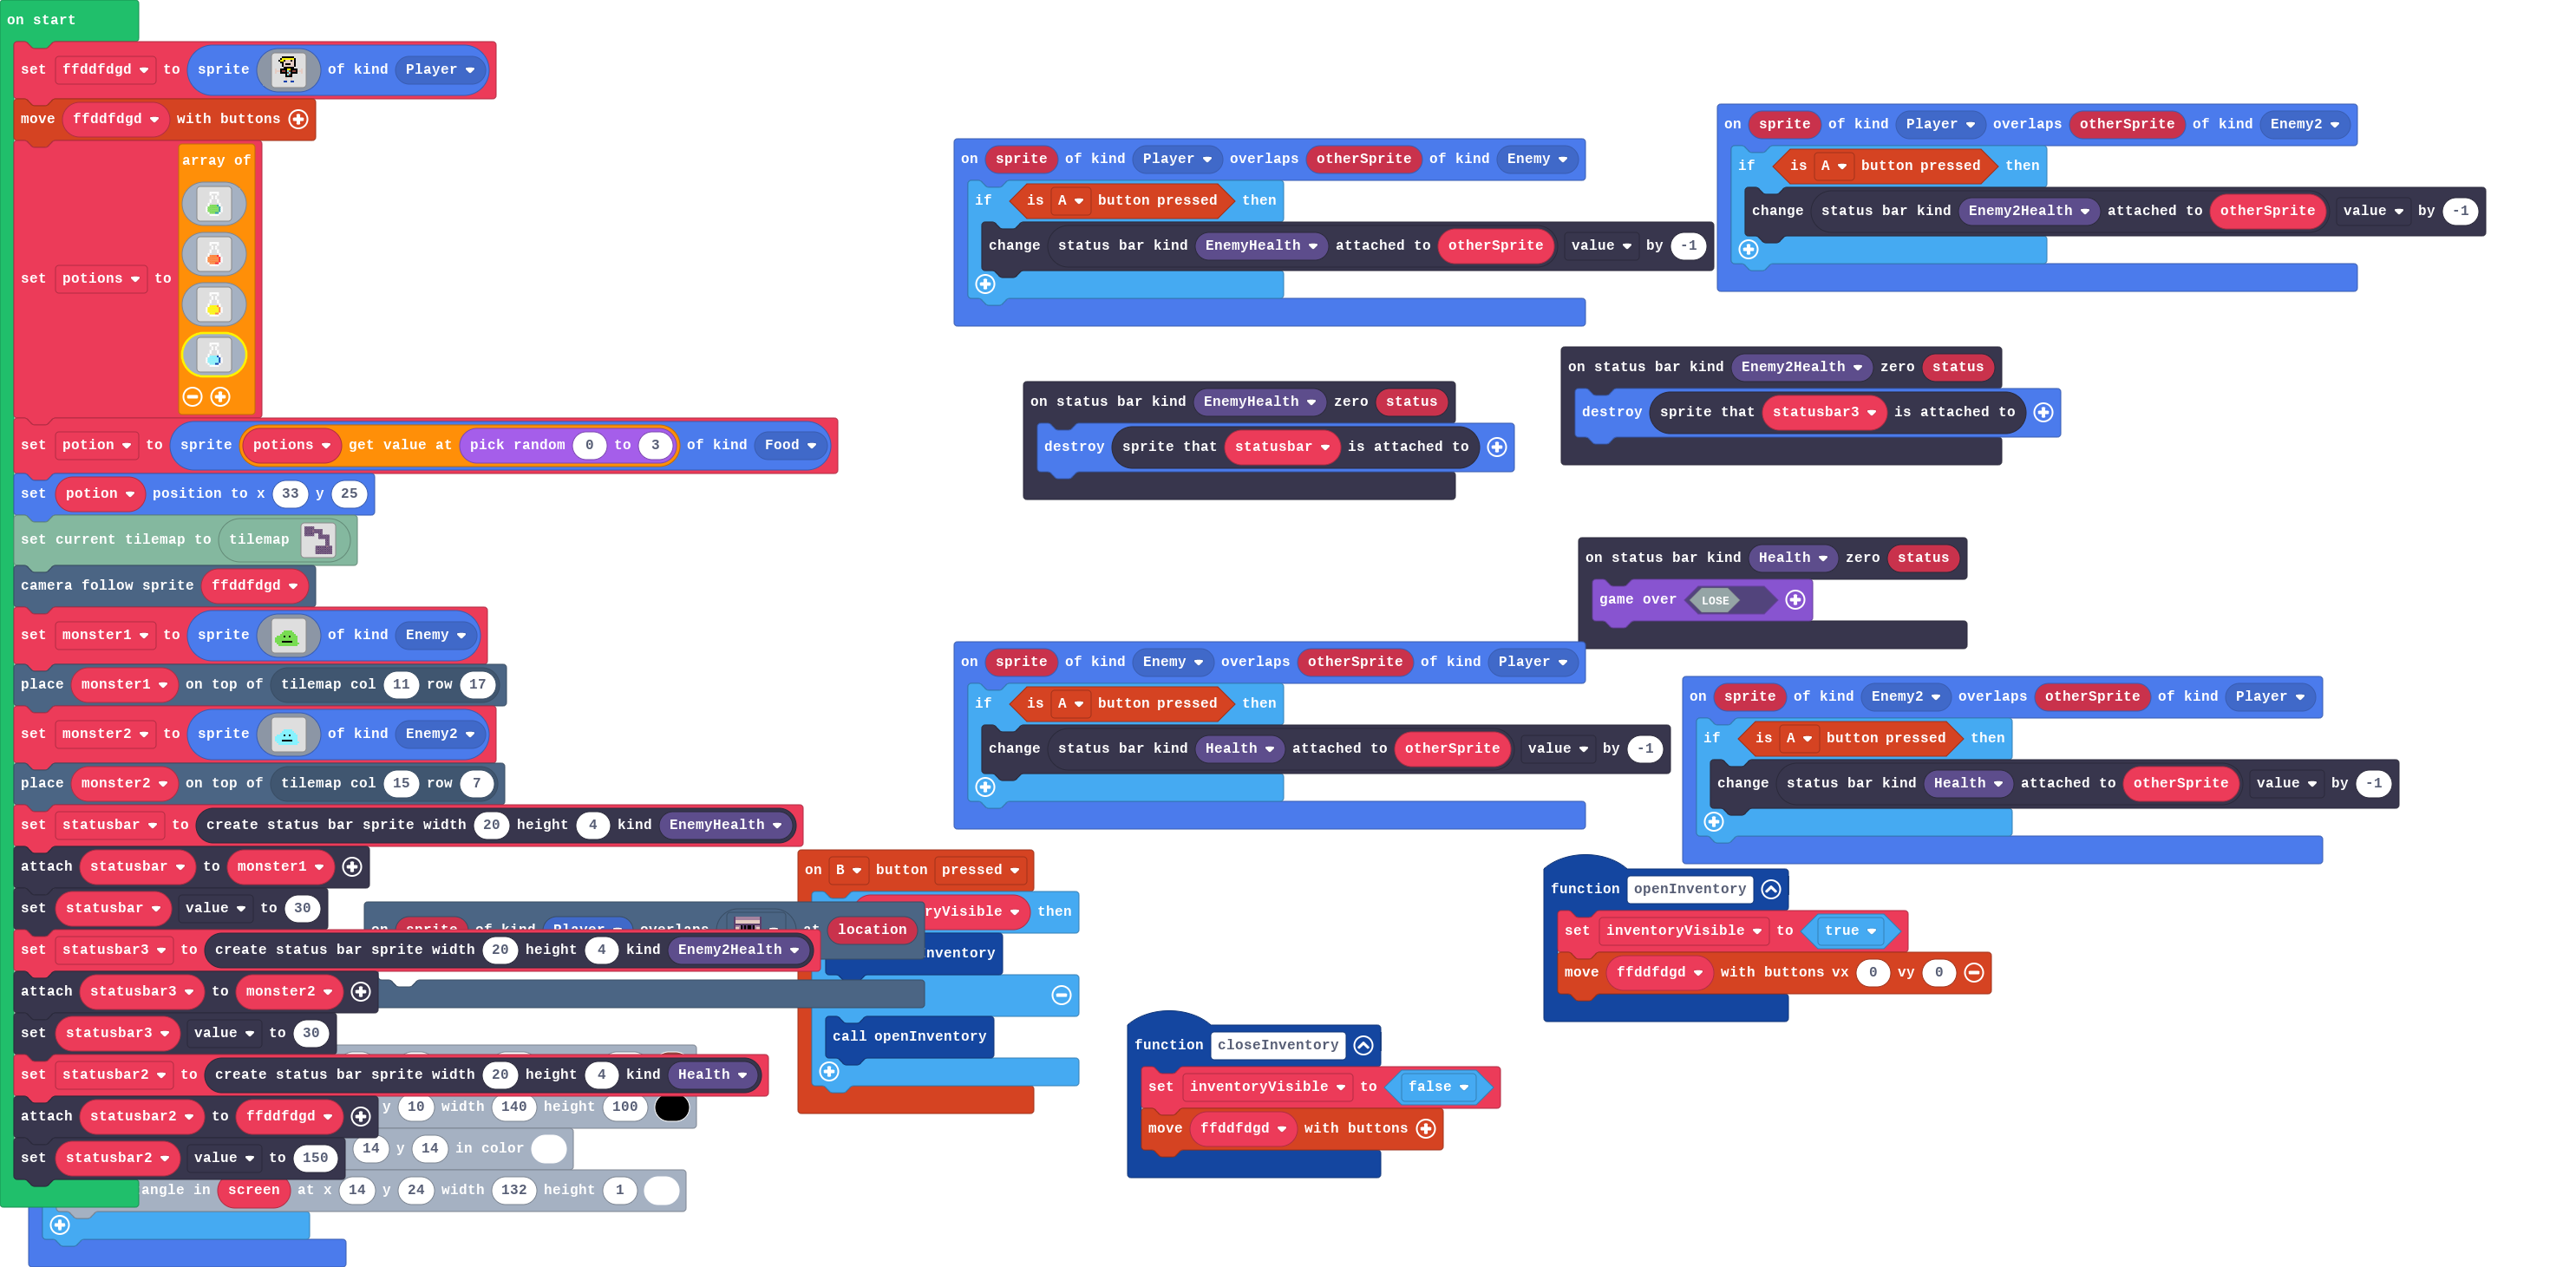 on start
set ffddfdgd to sprite of kind Player
move ffddfdgd with buttons
set potions to array of
set potion to sprite potions get value at pick random 0 to 3 of kind Food
set potion position to x 33 y 25
set current tilemap to tilemap
camera follow sprite ffddfdgd
set monster1 to sprite of kind Enemy
place monster1 on top of tilemap col 11 row 17
set monster2 to sprite of kind Enemy2
place monster2 on top of tilemap col 15 row 7
set statusbar to create status bar sprite width 20 height 4 kind EnemyHealth
attach statusbar to monster1
set statusbar value to 30
set statusbar3 to create status bar sprite width 20 height 4 kind Enemy2Health
attach statusbar3 to monster2
set statusbar3 value to 30
set statusbar2 to create status bar sprite width 20 height 4 kind Health
attach statusbar2 to ffddfdgd
set statusbar2 value to 150
y 10 width 140 height 100
14 y 14 in color
angle in screen at x 14 y 24 width 132 height 1
location
on B button pressed
ryVisible then
nventory
call openInventory
on sprite of kind Player overlaps otherSprite of kind Enemy
if is A button pressed then
change status bar kind EnemyHealth attached to otherSprite value by -1
on sprite of kind Player overlaps otherSprite of kind Enemy2
if is A button pressed then
change status bar kind Enemy2Health attached to otherSprite value by -1
on status bar kind EnemyHealth zero status
destroy sprite that statusbar is attached to
on status bar kind Enemy2Health zero status
destroy sprite that statusbar3 is attached to
on status bar kind Health zero status
game over LOSE
on sprite of kind Enemy overlaps otherSprite of kind Player
if is A button pressed then
change status bar kind Health attached to otherSprite value by -1
on sprite of kind Enemy2 overlaps otherSprite of kind Player
if is A button pressed then
change status bar kind Health attached to otherSprite value by -1
function openInventory
set inventoryVisible to true
move ffddfdgd with buttons vx 0 vy 0
function closeInventory
set inventoryVisible to false
move ffddfdgd with buttons